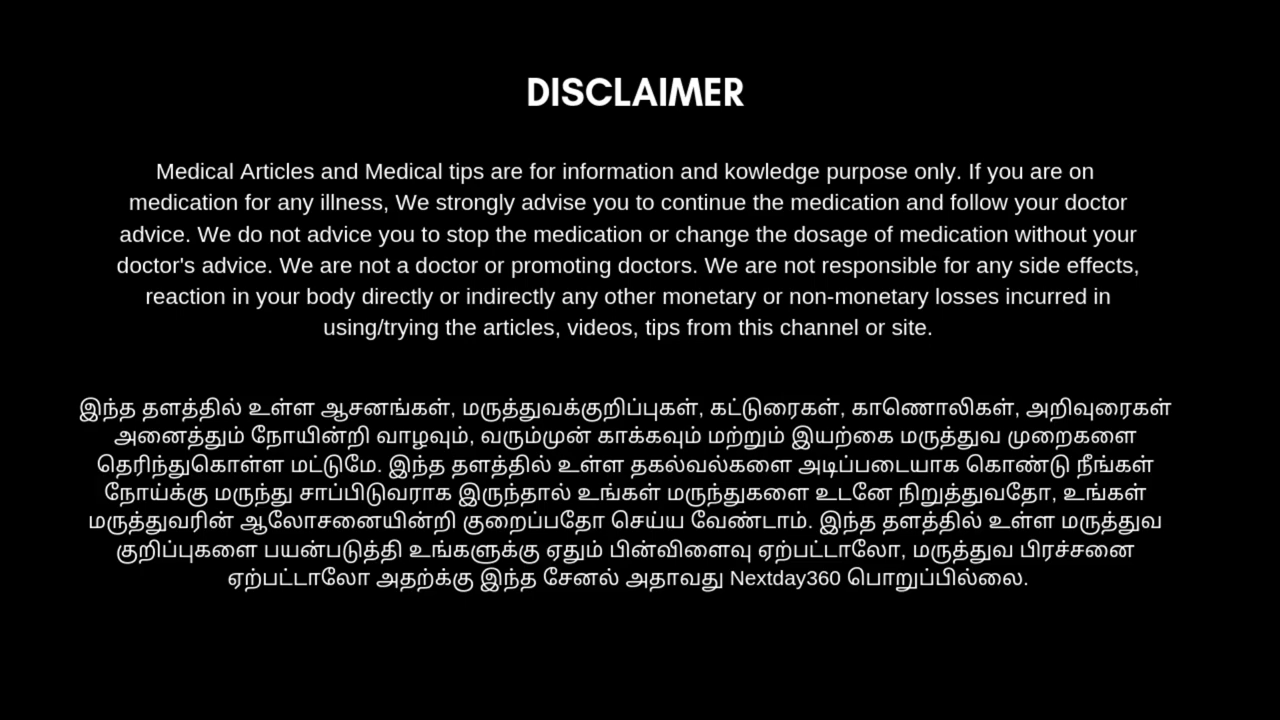 DISCLAIMER
Medical Articles and Medical tips are for information and kowledge purpose only. If you are on
medication for any illness, We strongly advise you to continue the medication and follow your doctor
advice. We do not advice you to stop the medication or change the dosage of medication without your
doctor's advice. We are not a doctor or promoting doctors. We are not responsible for any side effects,
reaction in your body directly or indirectly any other monetary or non-monetary losses incurred in
using/trying the articles, videos, tips from this channel or site.
இந்த தளத்தில் உள்ள ஆசனங்கள், மருத்துவக்குறிப்புகள், கட்டுரைகள், காணொலிகள், அறிவுரைகள்
அனைத்தும் நோயின்றி வாழவும், வரும்முன் காக்கவும் மற்றும் இயற்கை மருத்துவ முறைகளை
தெரிந்துகொள்ள மட்டுமே. இந்த தளத்தில் உள்ள தகல்வல்களை அடிப்படையாக கொண்டு நீங்கள்
நோய்க்கு மருந்து சாப்பிடுவராக இருந்தால் உங்கள் மருந்துகளை உடனே நிறுத்துவதோ, உங்கள்
மருத்துவரின் ஆலோசனையின்றி குறைப்பதோ செய்ய வேண்டாம். இந்த தளத்தில் உள்ள மருத்துவ
குறிப்புகளை பயன்படுத்தி உங்களுக்கு ஏதும் பின்விளைவு ஏற்பட்டாலோ, மருத்துவ பிரச்சனை
ஏற்பட்டாலோ அதற்க்கு இந்த சேனல் அதாவது Nextday360 பொறுப்பில்லை.